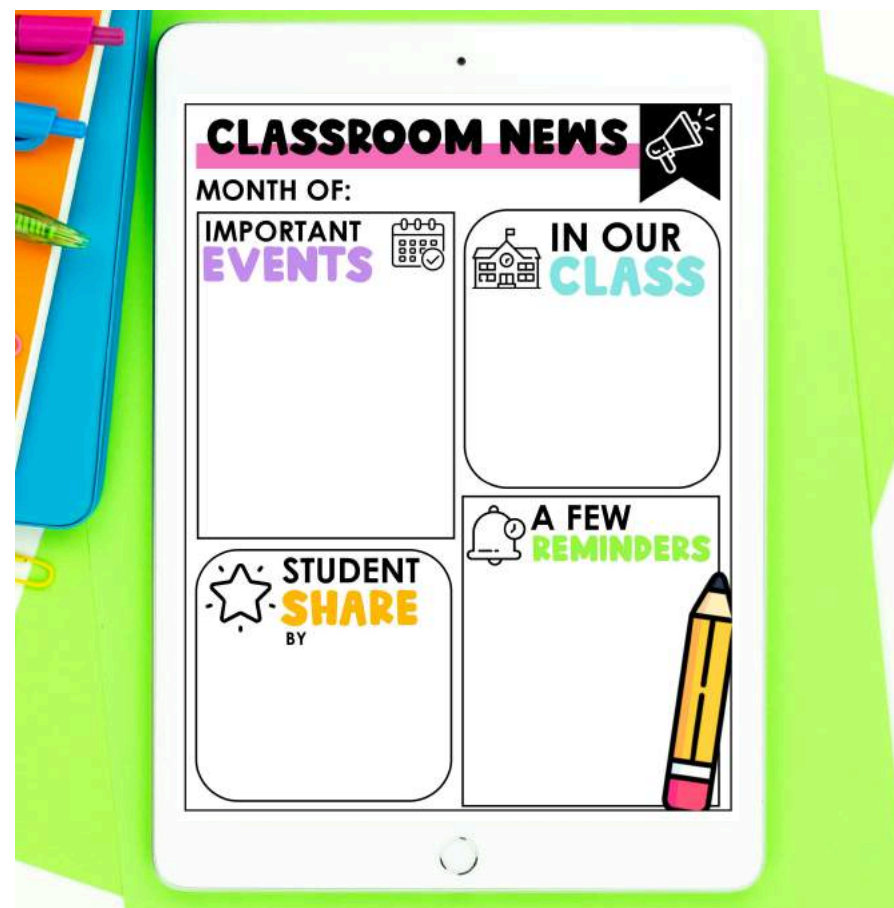 CLASSROOM NEWS
MONTH OF:
IMPORTANT
EVENTS
IN OUR
CLASS
STUDENT
SHARE
BY
A FEW
REMINDERS